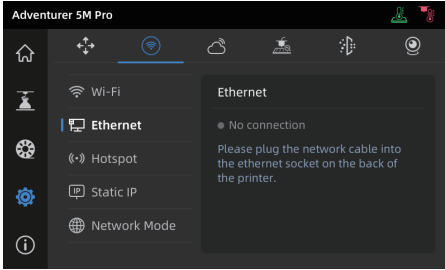 Adventurer 5M Pro
Wi-Fi
Ethernet
Hotspot
IP
Static IP
Network Mode
Ethernet
No connection
Please plug the network cable into
the ethernet socket on the back of
the printer.